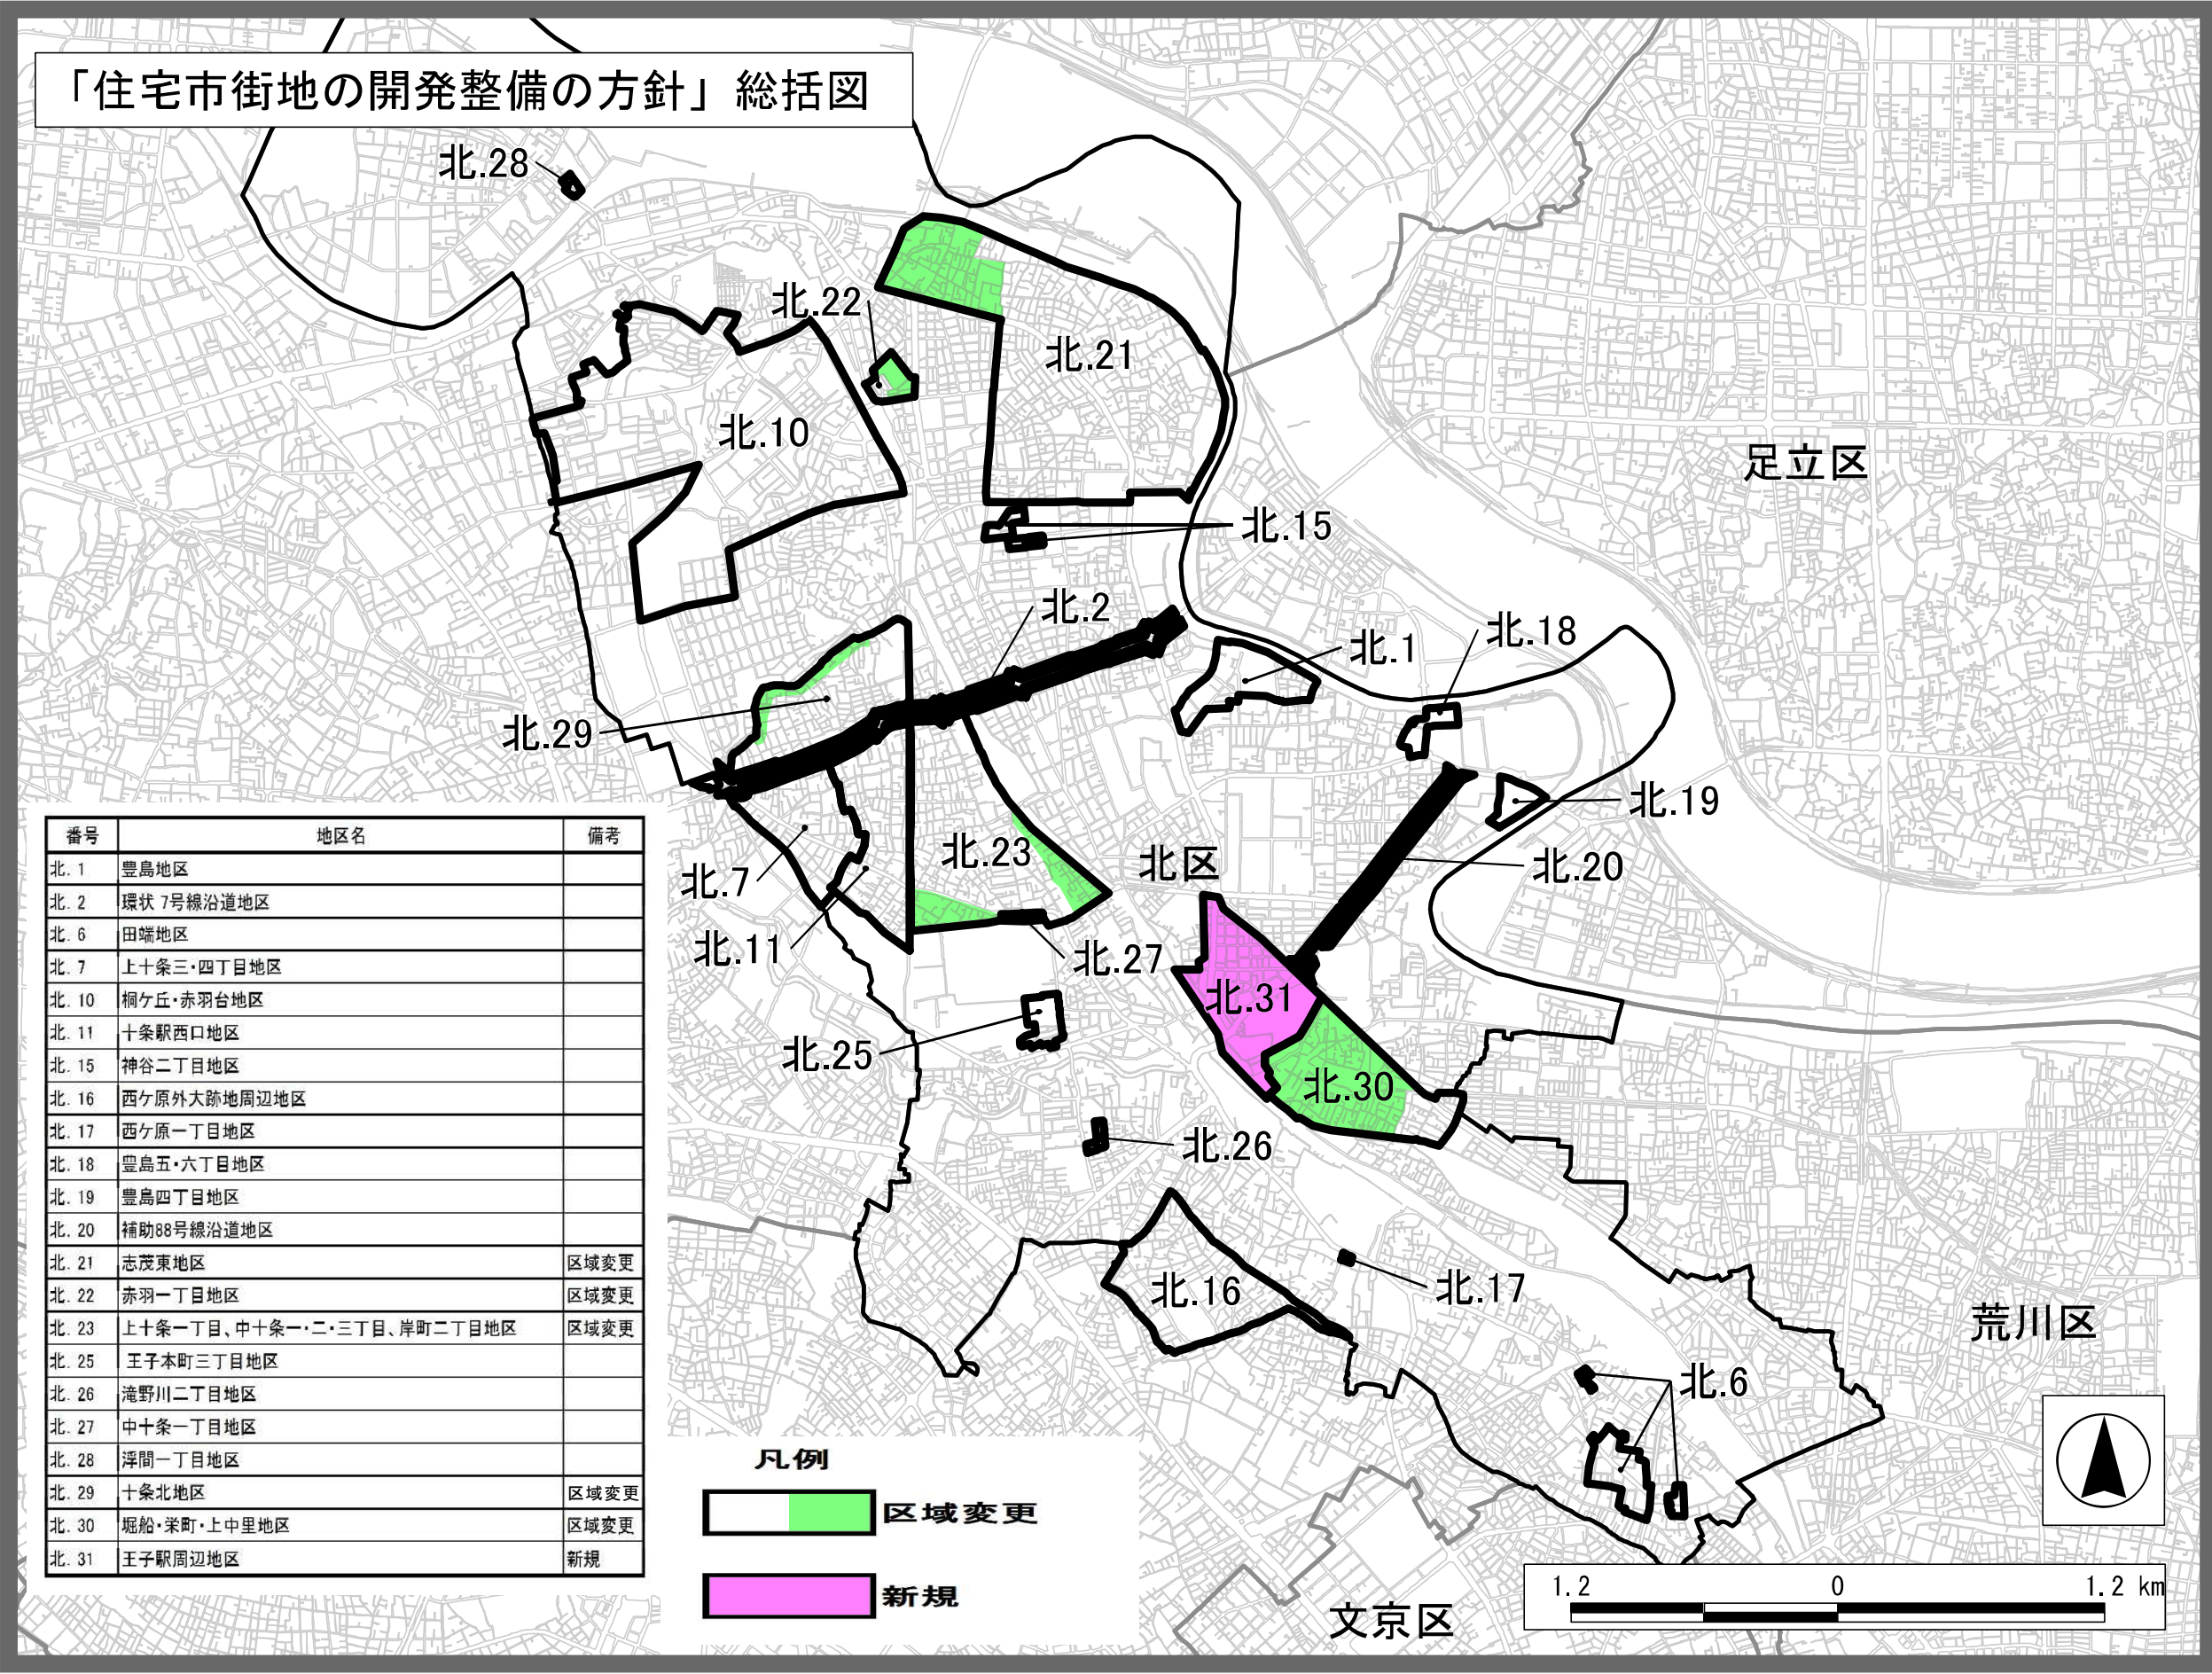 「住宅市街地の開発整備の方針」総括図
北.28
北.22
北.21
北.10
足立区
北.15
北.2
北.18
北.1
北.29
北.19
北.23
北区
北.20
北.7
北.11
北.27
北.31
北.25
北.30
北.26
北.16
北.17
荒川区
北.6
文京区
番号 地区名 備考
北. 1 豊島地区
北. 2 環状 7号線沿道地区
北. 6 田端地区
北. 7 上十条三・四丁目地区
北. 10 桐ケ丘・赤羽台地区
北. 11 十条駅西口地区
北. 15 神谷二丁目地区
北. 16 西ケ原外大跡地周辺地区
北. 17 西ケ原一丁目地区
北. 18 豊島五・六丁目地区
北. 19 豊島四丁目地区
北. 20 補助88号線沿道地区
北. 21 志茂東地区 区域変更
北. 22 赤羽一丁目地区 区域変更
北. 23 上十条一丁目、中十条一・二・三丁目、岸町二丁目地区 区域変更
北. 25 王子本町三丁目地区
北. 26 滝野川二丁目地区
北. 27 中十条一丁目地区
北. 28 浮間一丁目地区
北. 29 十条北地区 区域変更
北. 30 堀船・栄町・上中里地区 区域変更
北. 31 王子駅周辺地区 新規
凡例
区域変更
新規
1.2 0 1.2 km